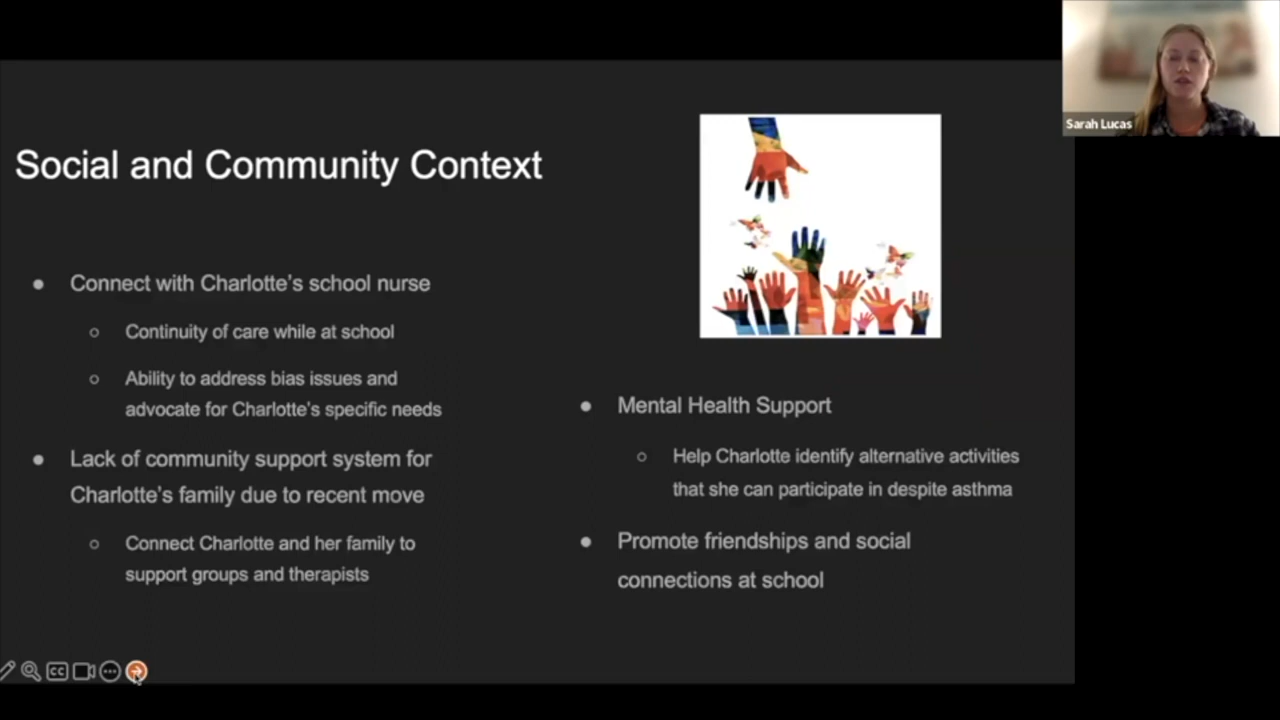 Social and Community Context
Connect with Charlotte's school nurse
Continuity of care while at school
Ability to address bias issues and
advocate for Charlotte's specific needs
Lack of community support system for
Charlotte's family due to recent move
Connect Charlotte and her family to
support groups and therapists
Mental Health Support
Help Charlotte identify alternative activities
that she can participate in despite asthma
Promote friendships and social
connections at school
Sarah Lucas
CC